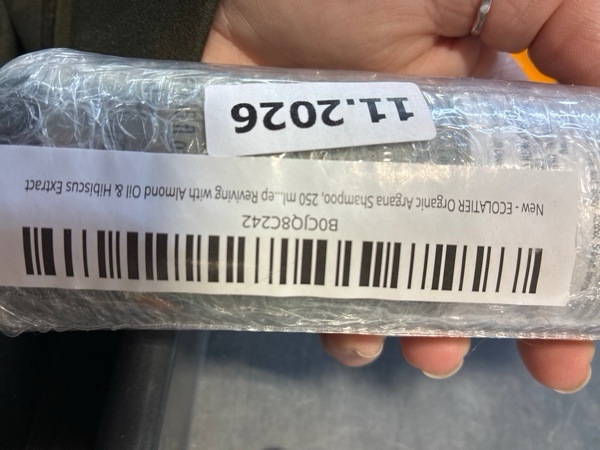 B0CJQ8C242
New - ECOLATIER Organic Argana Shampoo, 250 ml...ep Reviving with Almond Oil & Hibiscus Extract
11.2026